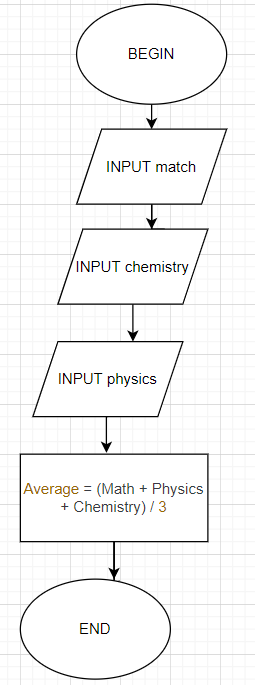 BEGIN
INPUT match
INPUT chemistry
INPUT physics
Average = (Math + Physics
+ Chemistry) / 3
END